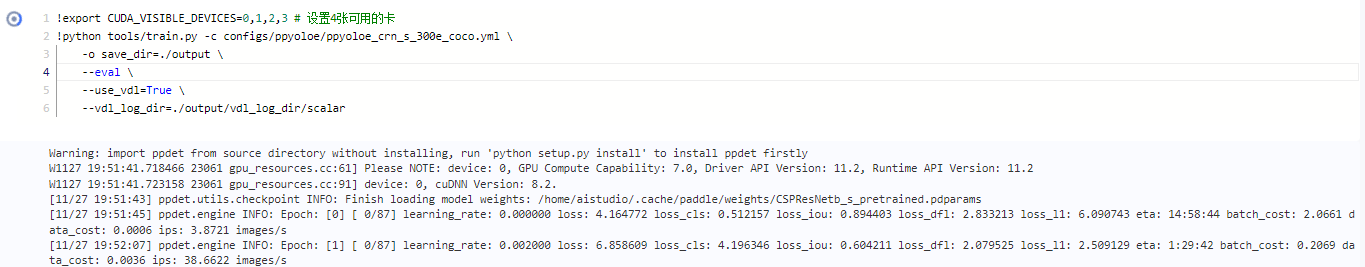 1 !export CUDA_VISIBLE_DEVICES=0,1,2,3 # 设置4张可用的卡
2 !python tools/train.py -c configs/ppyoloe/ppyoloe_crn_s_300e_coco.yml \
3 -o save_dir=./output \
4 --eval \
5 --use_vdl=True \
6 --vdl_log_dir=./output/vdl_log_dir/scalar
Warning: import ppdet from source directory without installing, run 'python setup.py install' to install ppdet firstly
W1127 19:51:41.718466 23061 gpu_resources.cc:61] Please NOTE: device: 0, GPU Compute Capability: 7.0, Driver API Version: 11.2, Runtime API Version: 11.2
W1127 19:51:41.723158 23061 gpu_resources.cc:91] device: 0, cuDNN Version: 8.2.
[11/27 19:51:43] ppdet.utils.checkpoint INFO: Finish loading model weights: /home/aistudio/.cache/paddle/weights/CSPResNetb_s_pretrained.pdparams
[11/27 19:51:45] ppdet.engine INFO: Epoch: [0] [ 0/87] learning_rate: 0.000000 loss: 4.164772 loss_cls: 0.512157 loss_iou: 0.894403 loss_dfl: 2.833213 loss_l1: 6.090743 eta: 14:58:44 batch_cost: 2.0661 d
ata_cost: 0.0006 ips: 3.8721 images/s
[11/27 19:52:07] ppdet.engine INFO: Epoch: [1] [ 0/87] learning_rate: 0.002000 loss: 6.858609 loss_cls: 4.196346 loss_iou: 0.604211 loss_dfl: 2.079525 loss_l1: 2.509129 eta: 1:29:42 batch_cost: 0.2069 da
ta_cost: 0.0036 ips: 38.6622 images/s